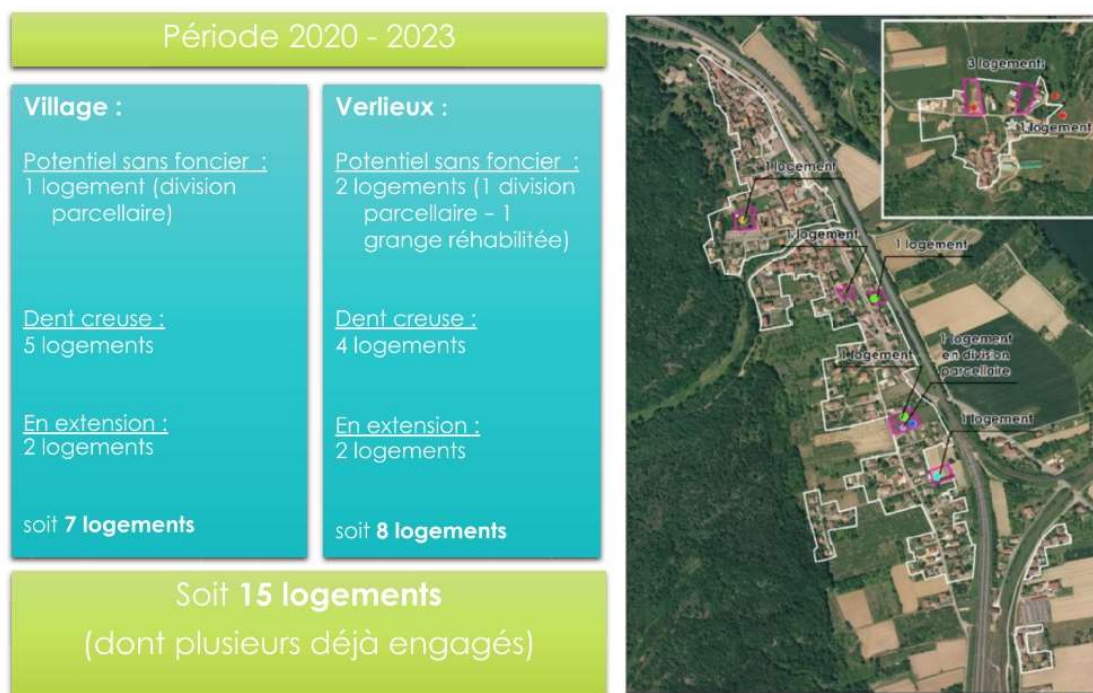 Période 2020 - 2023
Village :
Potentiel sans foncier :
1 logement (division
parcellaire)
Dent creuse :
5 logements
En extension :
2 logements
soit 7 logements
Verlieux :
Potentiel sans foncier :
2 logements (1 division
parcellaire – 1
grange réhabilitée)
Dent creuse :
4 logements
En extension :
2 logements
soit 8 logements
Soit 15 logements
(dont plusieurs déjà engagés)
3 logements
1 logement
1 logement
1 logement
1 logement
1 logement
1 logement
en division
parcellaire
1 logement